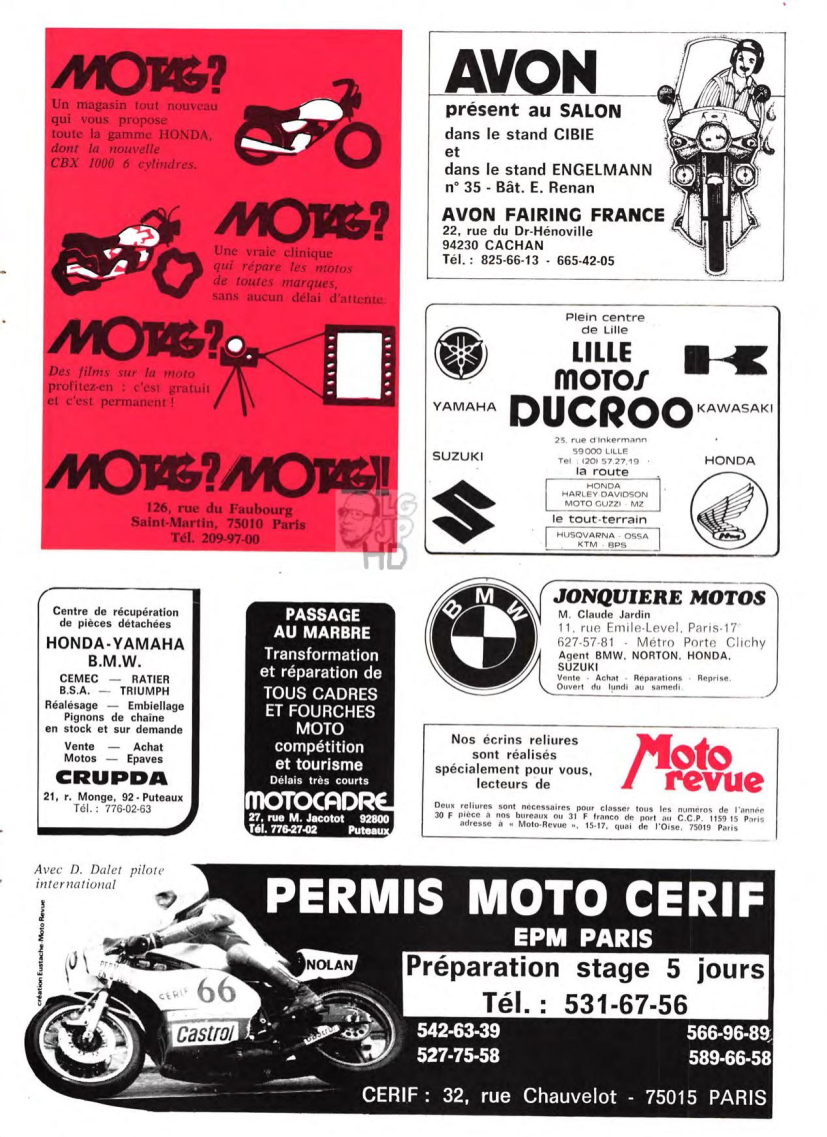 MOTAG?
Un magasin tout nouveau
qui vous propose
toute la gamme HONDA,
dont la nouvelle
CBX 1000 6 cylindres.
MOTAG?
Une vraie clinique
qui répare les motos
de toutes marques,
sans aucun délai d'attente.
MOTAG?
Des films sur la moto
profitez-en : c'est gratuit
et c'est permanent !
MOTAG? MOTAG!!
126, rue du Faubourg
Saint-Martin, 75010 Paris
Tél. 209-97-00
LG
JP
HD
AVON
présent au SALON
dans le stand CIBIE
et
dans le stand ENGELMANN
n° 35 - Bât. E. Renan
AVON FAIRING FRANCE
22, rue du Dr-Hénoville
94230 CACHAN
Tél. : 825-66-13 - 665-42-05
Plein centre
de Lille
LILLE
MOTOS
DUCROO
YAMAHA
KAWASAKI
SUZUKI
HONDA
25, rue d'Inkermann
59000 LILLE
Tél : (20) 57.27.19
la route
HONDA
HARLEY DAVIDSON
MOTO GUZZI - MZ
le tout-terrain
HUSQVARNA - OSSA
KTM - BPS
Centre de récupération
de pièces détachées
HONDA-YAMAHA
B.M.W.
CEMEC — RATIER
B.S.A. — TRIUMPH
Réalésage — Embiellage
Pignons de chaîne
en stock et sur demande
Vente — Achat
Motos — Epaves
CRUPDA
21, r. Monge, 92 - Puteaux
Tél. : 776-02-63
PASSAGE
AU MARBRE
Transformation
et réparation de
TOUS CADRES
ET FOURCHES
MOTO
compétition
et tourisme
Délais très courts
MOTOCADRE
27, rue M. Jacotot 92800
Tél. 776-27-02 Puteaux
BMW
JONQUIERE MOTOS
M. Claude Jardin
11, rue Emile-Level, Paris-17e
627-57-81 - Métro Porte Clichy
Agent BMW, NORTON, HONDA,
SUZUKI
Vente - Achat - Réparations - Reprise.
Ouvert du lundi au samedi.
Nos écrins reliures
sont réalisés
spécialement pour vous,
lecteurs de
Moto
revue
Deux reliures sont nécessaires pour classer tous les numéros de l'année
30 F pièce à nos bureaux ou 31 F franco de port au C.C.P. 1159 15 Paris
adresse à « Moto-Revue », 15-17, quai de l'Oise, 75019 Paris
Avec D. Dalet pilote
international
création Eustache-Moto Revue
PERMIS MOTO CERIF
EPM PARIS
Préparation stage 5 jours
Tél. : 531-67-56
542-63-39 566-96-89
527-75-58 589-66-58
CERIF : 32, rue Chauvelot - 75015 PARIS
NOLAN
CERIF 66
Castrol